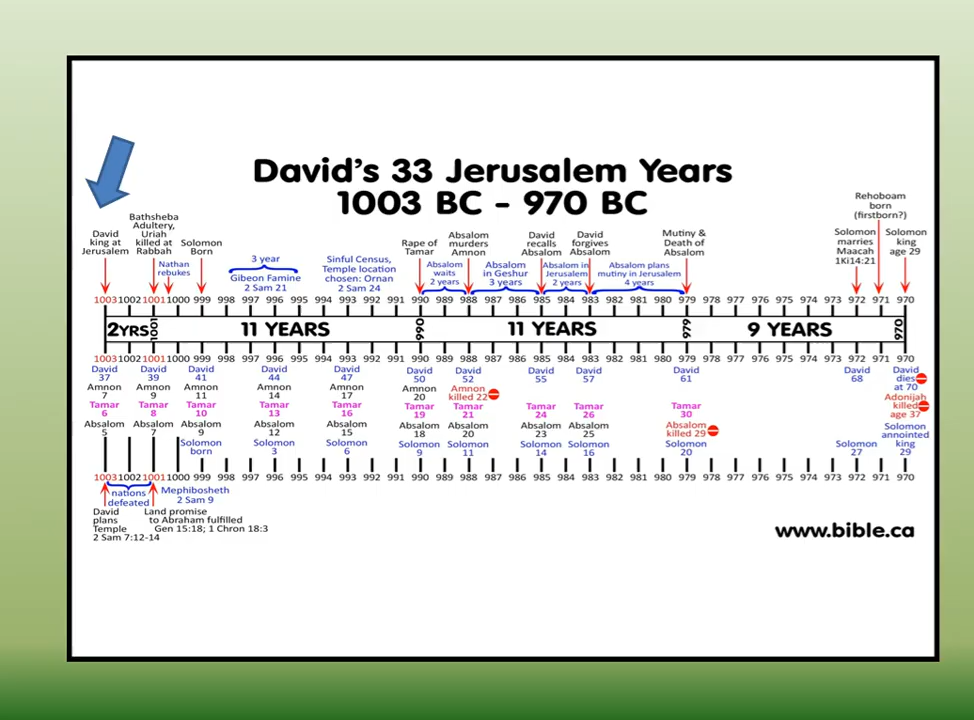 David's 33 Jerusalem Years
1003 BC - 970 BC
David
king at
Jerusalem
Bathsheba
Adultery,
Uriah
killed at
Rabbah
Nathan
rebukes
Solomon
Born
3 year
Gibeon Famine
2 Sam 21
Sinful Census,
Temple location
chosen: Ornan
2 Sam 24
Rape of
Tamar
Absalom
waits
2 years
Absalom
murders
Amnon
Absalom
in Geshur
3 years
David
recalls
Absalom
Absalom in
Jerusalem
2 years
David
forgives
Absalom
Absalom plans
mutiny in Jerusalem
4 years
Mutiny &
Death of
Absalom
Solomon
marries
Maacah
1Ki14:21
Rehoboam
born
(firstborn?)
Solomon
king
age 29
1003 1002 1001 1000 999 998 997 996 995 994 993 992 991 990 989 988 987 986 985 984 983 982 981 980 979 978 977 976 975 974 973 972 971 970
2YRS 1001 11 YEARS 990 11 YEARS 979 9 YEARS 970
1003 1002 1001 1000 999 998 997 996 995 994 993 992 991 990 989 988 987 986 985 984 983 982 981 980 979 978 977 976 975 974 973 972 971 970
David
37
Amnon
7
Tamar
6
Absalom
5
David
39
Amnon
9
Tamar
8
Absalom
7
David
41
Amnon
11
Tamar
10
Absalom
9
Solomon
born
David
44
Amnon
14
Tamar
13
Absalom
12
Solomon
3
David
47
Amnon
17
Tamar
16
Absalom
15
Solomon
6
David
50
Amnon
20
Tamar
19
Absalom
18
Solomon
9
David
52
Amnon
killed 22
Tamar
21
Absalom
20
Solomon
11
David
55
Tamar
24
Absalom
23
Solomon
14
David
57
Tamar
26
Absalom
25
Solomon
16
David
61
Tamar
30
Absalom
killed 29
Solomon
20
David
68
Solomon
27
David
dies
at 70
Adonijah
killed
age 37
Solomon
annointed
king
29
1003 1002 1001 1000 999 998 997 996 995 994 993 992 991 990 989 988 987 986 985 984 983 982 981 980 979 978 977 976 975 974 973 972 971 970
nations
defeated
Mephibosheth
2 Sam 9
David
plans
Temple
2 Sam 7:12-14
Land promise
to Abraham fulfilled
Gen 15:18; 1 Chron 18:3
www.bible.ca